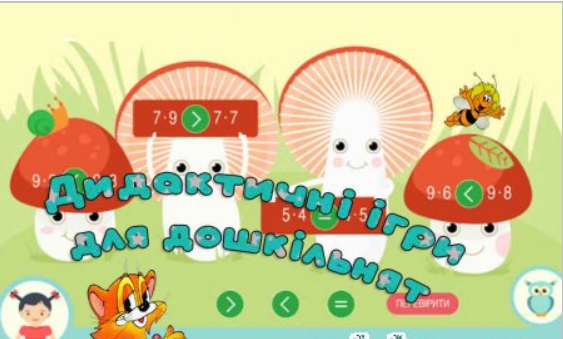 7·9 > 7·7
Дидактичні ігри
для дошкільнят
5·4 =
9·6 < 9·8
> < =
ПЕРЕВІРИТИ